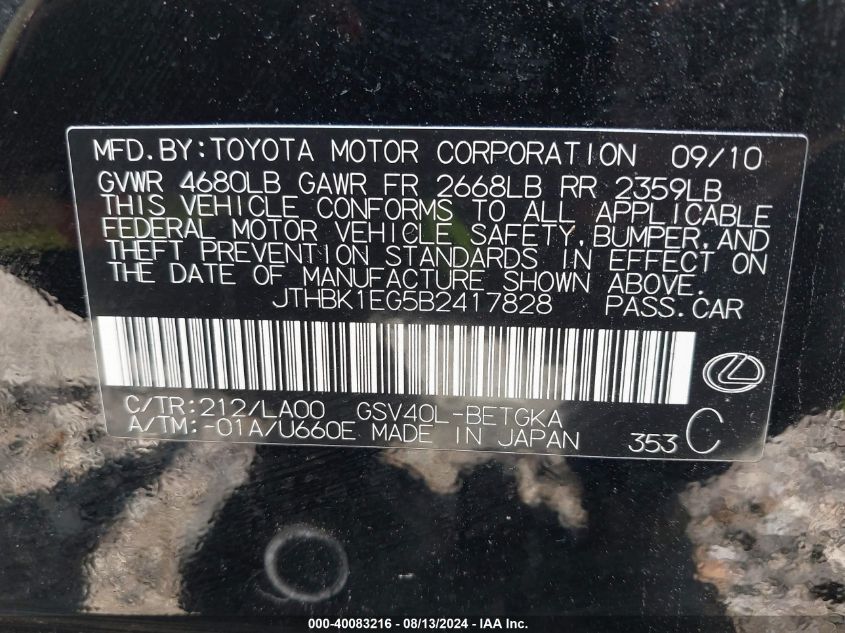 MFD.BY:TOYOTA MOTOR CORPORATION 09/10
GVWR 4680LB GAWR FR 2668LB RR 2359LB
THIS VEHICLE CONFORMS TO ALL APPLICABLE
FEDERAL MOTOR VEHICLE SAFETY,BUMPER,AND
THEFT PREVENTION STANDARDS IN EFFECT ON
THE DATE OF MANUFACTURE SHOWN ABOVE.
JTHBK1EG5B2417828 PASS.CAR
C/TR:212/LA00 GSV40L-BETGKA
A/TM:-01A/U660E MADE IN JAPAN 353 C
000-40083216 - 08/13/2024 - IAA Inc.